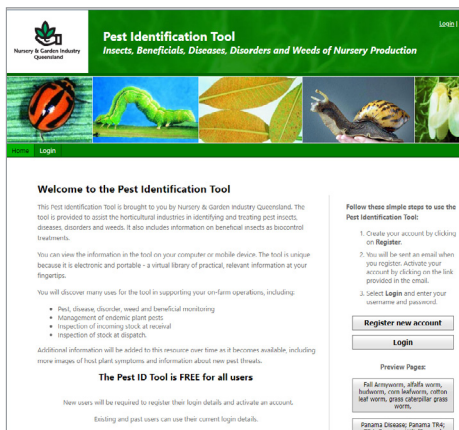 Login |
Nursery & Garden Industry
Queensland
Pest Identification Tool
Insects, Beneficials, Diseases, Disorders and Weeds of Nursery Production
Home Login
Welcome to the Pest Identification Tool
This Pest Identification Tool is brought to you by Nursery & Garden Industry Queensland. The
tool is provided to assist the horticultural industries in identifying and treating pest insects,
diseases, disorders and weeds. It also includes information on beneficial insects as biocontrol
treatments.
You can view the information in the tool on your computer or mobile device. The tool is unique
because it is electronic and portable - a virtual library of practical, relevant information at your
fingertips.
You will discover many uses for the tool in supporting your on-farm operations, including:
• Pest, disease, disorder, weed and beneficial monitoring
• Management of endemic plant pests
• Inspection of incoming stock at receival
• Inspection of stock at dispatch.
Additional information will be added to this resource over time as it becomes available, including
more images of host plant symptoms and information about new pest threats.
The Pest ID Tool is FREE for all users
New users will be required to register their login details and activate an account.
Existing and past users can use their current login details.
Follow these simple steps to use the
Pest Identification Tool:
1. Create your account by clicking
on Register.
2. You will be sent an email when
you register. Activate your
account by clicking on the link
provided in the email.
3. Select Login and enter your
username and password.
Register new account
Login
Preview Pages:
Fall Armyworm, alfalfa worm,
budworm, corn leafworm, cotton
leaf worm, grass caterpillar grass
worm,
Panama Disease; Panama TR4;